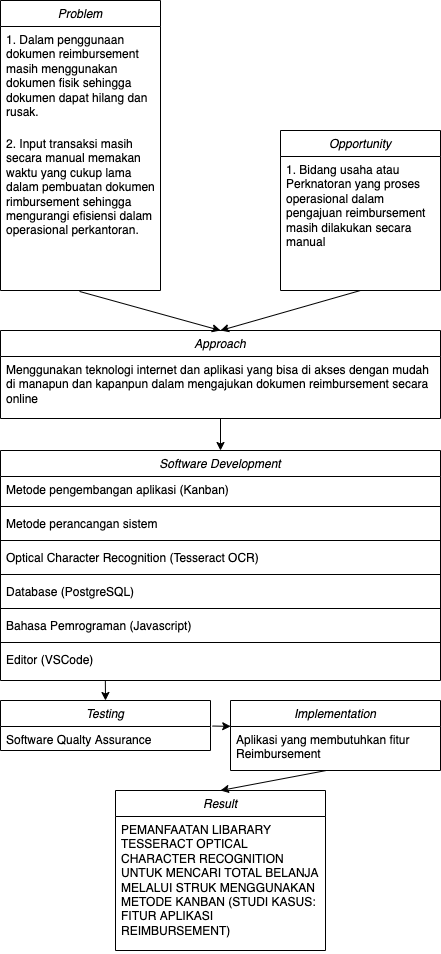 Problem
1. Dalam penggunaan
dokumen reimbursement
masih menggunakan
dokumen fisik sehingga
dokumen dapat hilang dan
rusak.
2. Input transaksi masih
secara manual memakan
waktu yang cukup lama
dalam pembuatan dokumen
rimbursement sehingga
mengurangi efisiensi dalam
operasional perkantoran.
Opportunity
1. Bidang usaha atau
Perknatoran yang proses
operasional dalam
pengajuan reimbursement
masih dilakukan secara
manual
Approach
Menggunakan teknologi internet dan aplikasi yang bisa di akses dengan mudah
di manapun dan kapanpun dalam mengajukan dokumen reimbursement secara
online
Software Development
Metode pengembangan aplikasi (Kanban)
Metode perancangan sistem
Optical Character Recognition (Tesseract OCR)
Database (PostgreSQL)
Bahasa Pemrograman (Javascript)
Editor (VSCode)
Testing
Software Qualty Assurance
Implementation
Aplikasi yang membutuhkan fitur
Reimbursement
Result
PEMANFAATAN LIBARARY
TESSERACT OPTICAL
CHARACTER RECOGNITION
UNTUK MENCARI TOTAL BELANJA
MELALUI STRUK MENGGUNAKAN
METODE KANBAN (STUDI KASUS:
FITUR APLIKASI
REIMBURSEMENT)